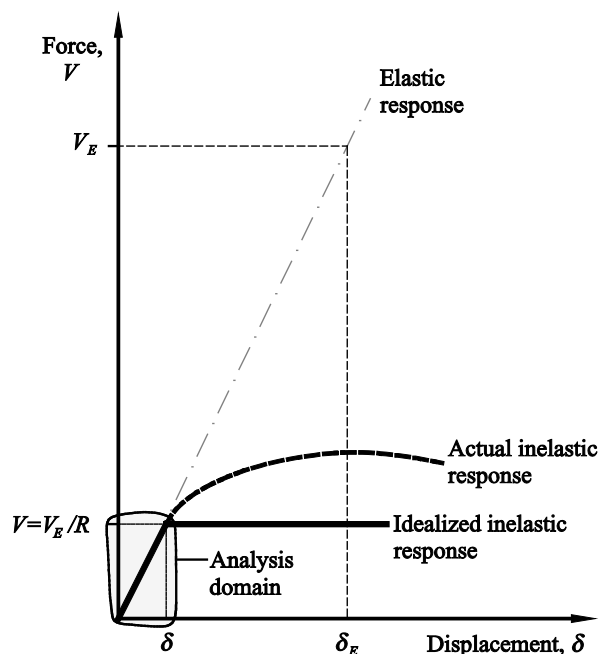 Force,
V
Elastic
response
V_E
Actual inelastic
response
V=V_E/R
Idealized inelastic
response
Analysis
domain
δ
δ_E
Displacement, δ